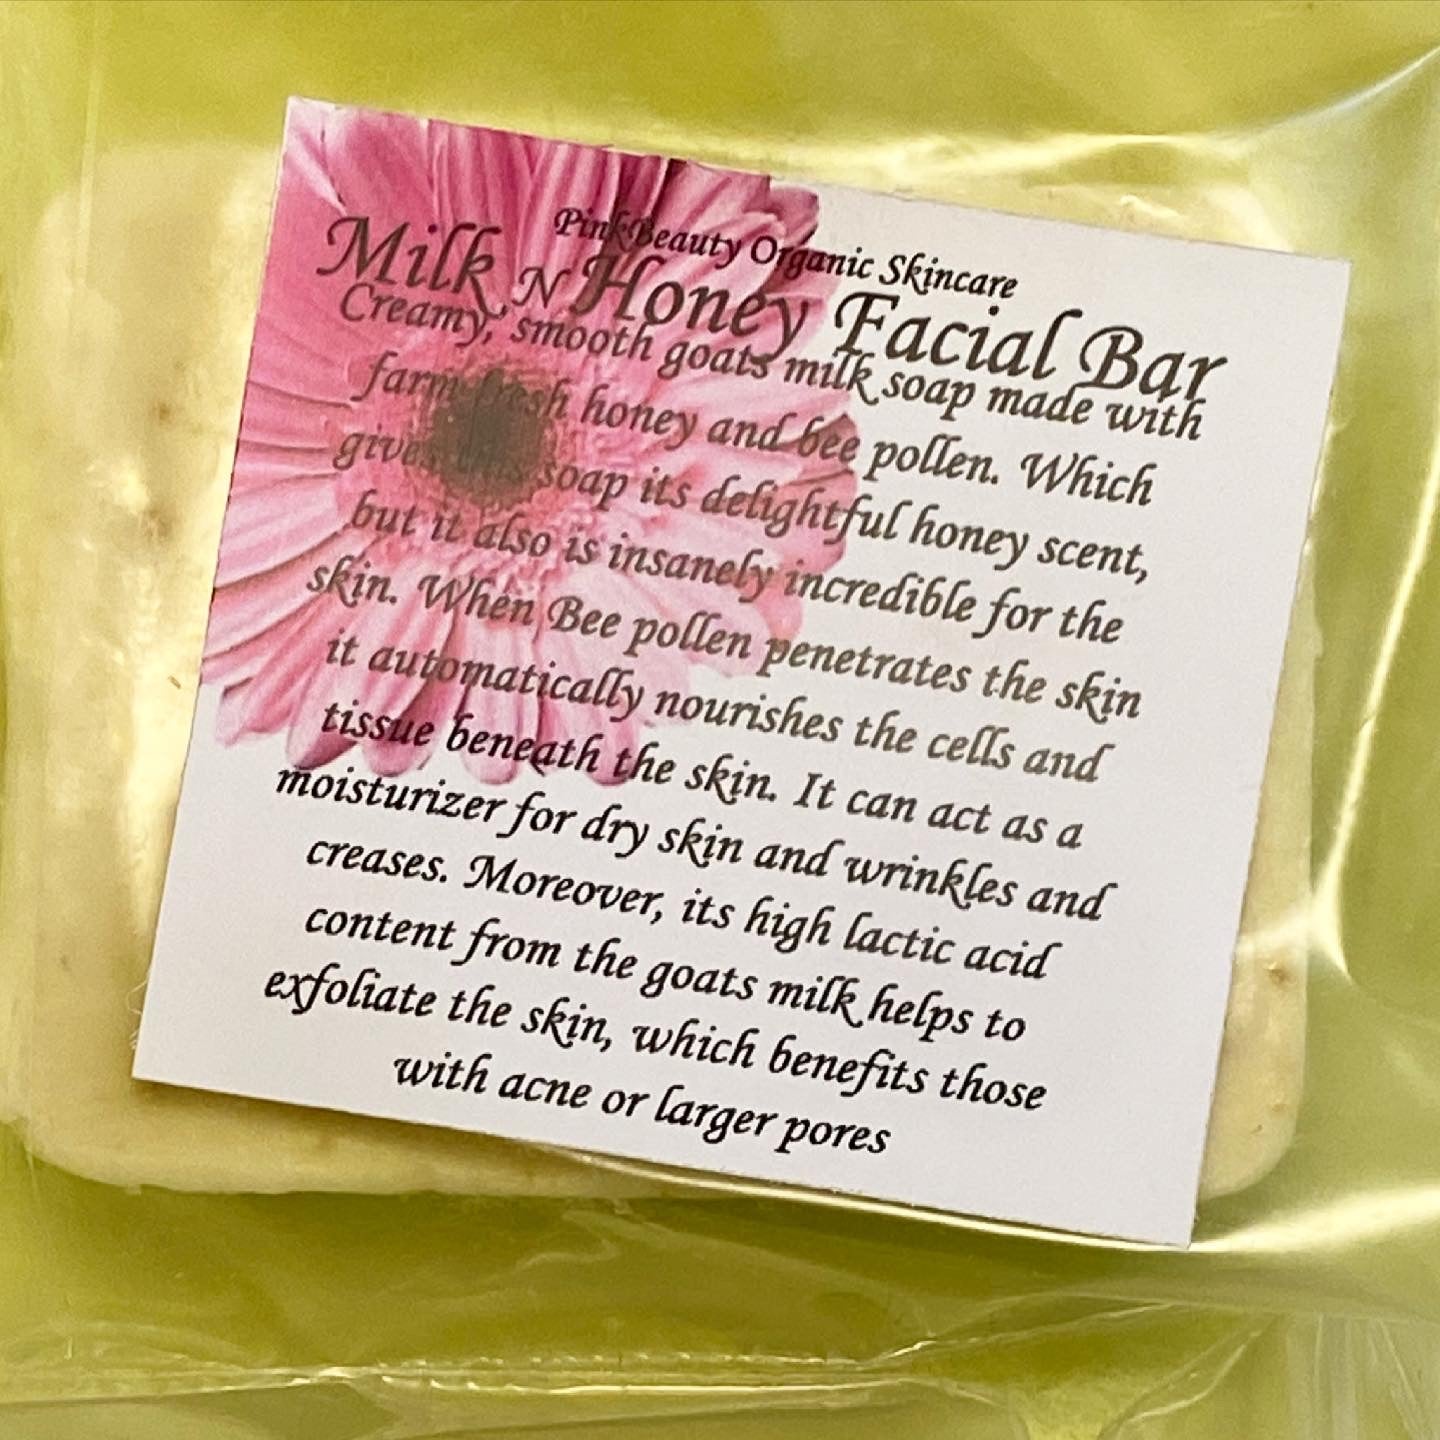 PinkBeauty Organic Skincare
Milk N Honey Facial Bar
Creamy, smooth goats milk soap made with
farm fresh honey and bee pollen. Which
gives this soap its delightful honey scent,
but it also is insanely incredible for the
skin. When Bee pollen penetrates the skin
it automatically nourishes the cells and
tissue beneath the skin. It can act as a
moisturizer for dry skin and wrinkles and
creases. Moreover, its high lactic acid
content from the goats milk helps to
exfoliate the skin, which benefits those
with acne or larger pores